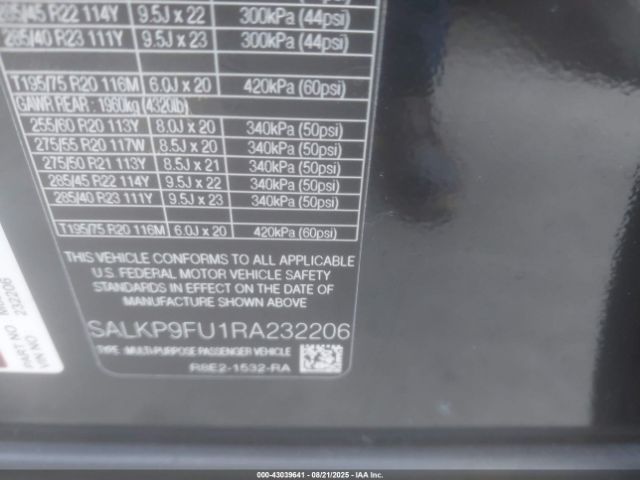 285/45 R22 114Y 9.5J x 22 300kPa (44psi)
285/40 R23 111Y 9.5J x 23 300kPa (44psi)
T195/75 R20 116M 6.0J x 20 420kPa (60psi)
GAWR REAR : 1960kg (4320lb)
255/60 R20 113Y 8.0J x 20 340kPa (50psi)
275/55 R20 117W 8.5J x 20 340kPa (50psi)
275/50 R21 113Y 8.5J x 21 340kPa (50psi)
285/45 R22 114Y 9.5J x 22 340kPa (50psi)
285/40 R23 111Y 9.5J x 23 340kPa (50psi)
T195/75 R20 116M 6.0J x 20 420kPa (60psi)
THIS VEHICLE CONFORMS TO ALL APPLICABLE
U.S. FEDERAL MOTOR VEHICLE SAFETY
STANDARDS IN EFFECT ON THE DATE OF
MANUFACTURE SHOWN ABOVE
SALKP9FU1RA232206
TYPE : MULTI-PURPOSE PASSENGER VEHICLE
R8E2-1532-RA
PART NO
VIN NO 232206
000-43039641 - 08/21/2025 - IAA Inc.